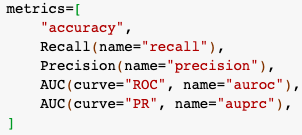 metrics=[
    "accuracy",
    Recall(name="recall"),
    Precision(name="precision"),
    AUC(curve="ROC", name="auroc"),
    AUC(curve="PR", name="auprc"),
]